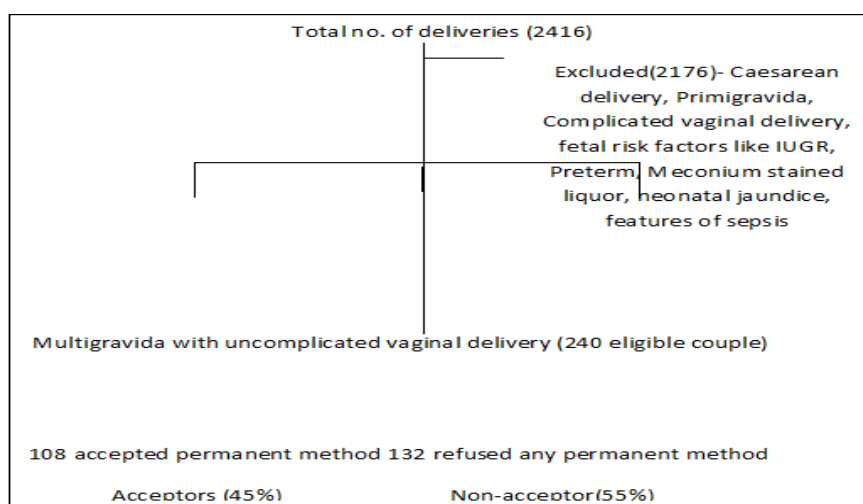 Total no. of deliveries (2416)
Excluded(2176)- Caesarean
delivery, Primigravida,
Complicated vaginal delivery,
fetal risk factors like IUGR,
Preterm, Meconium stained
liquor, neonatal jaundice,
features of sepsis
Multigravida with uncomplicated vaginal delivery (240 eligible couple)
108 accepted permanent method 132 refused any permanent method
Acceptors (45%) Non-acceptor(55%)